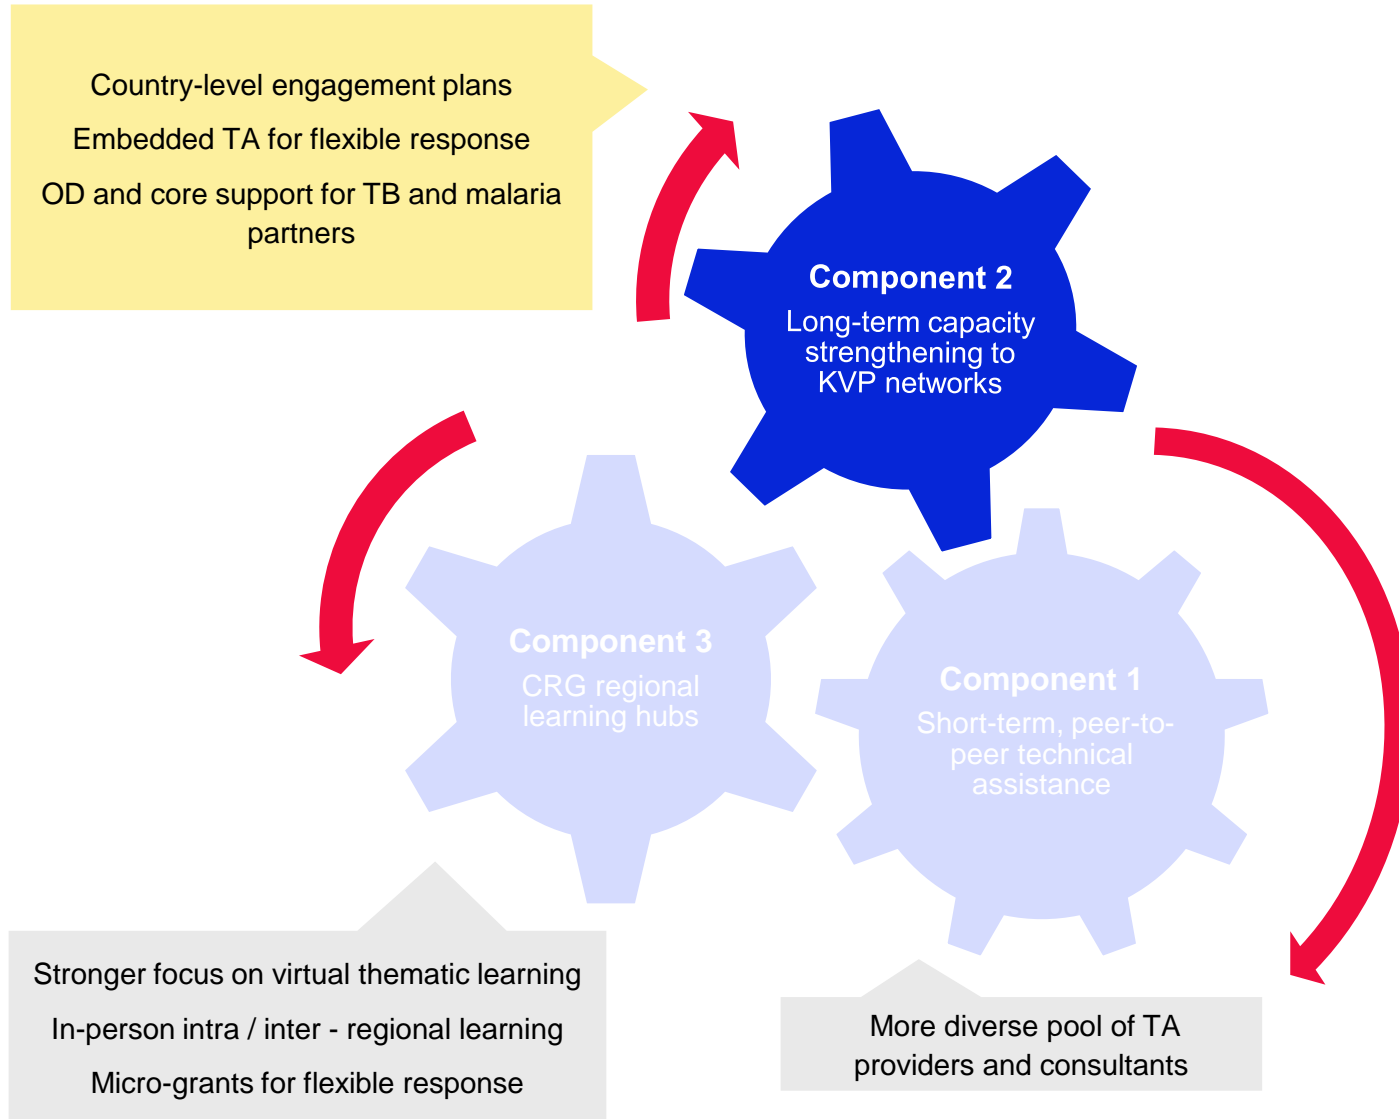 Country-level engagement plans
Embedded TA for flexible response
OD and core support for TB and malaria
partners
Component 2
Long-term capacity
strengthening to
KVP networks
Component 3
CRG regional
learning hubs
Component 1
Short-term, peer-to-
peer technical
assistance
Stronger focus on virtual thematic learning
In-person intra / inter - regional learning
Micro-grants for flexible response
More diverse pool of TA
providers and consultants